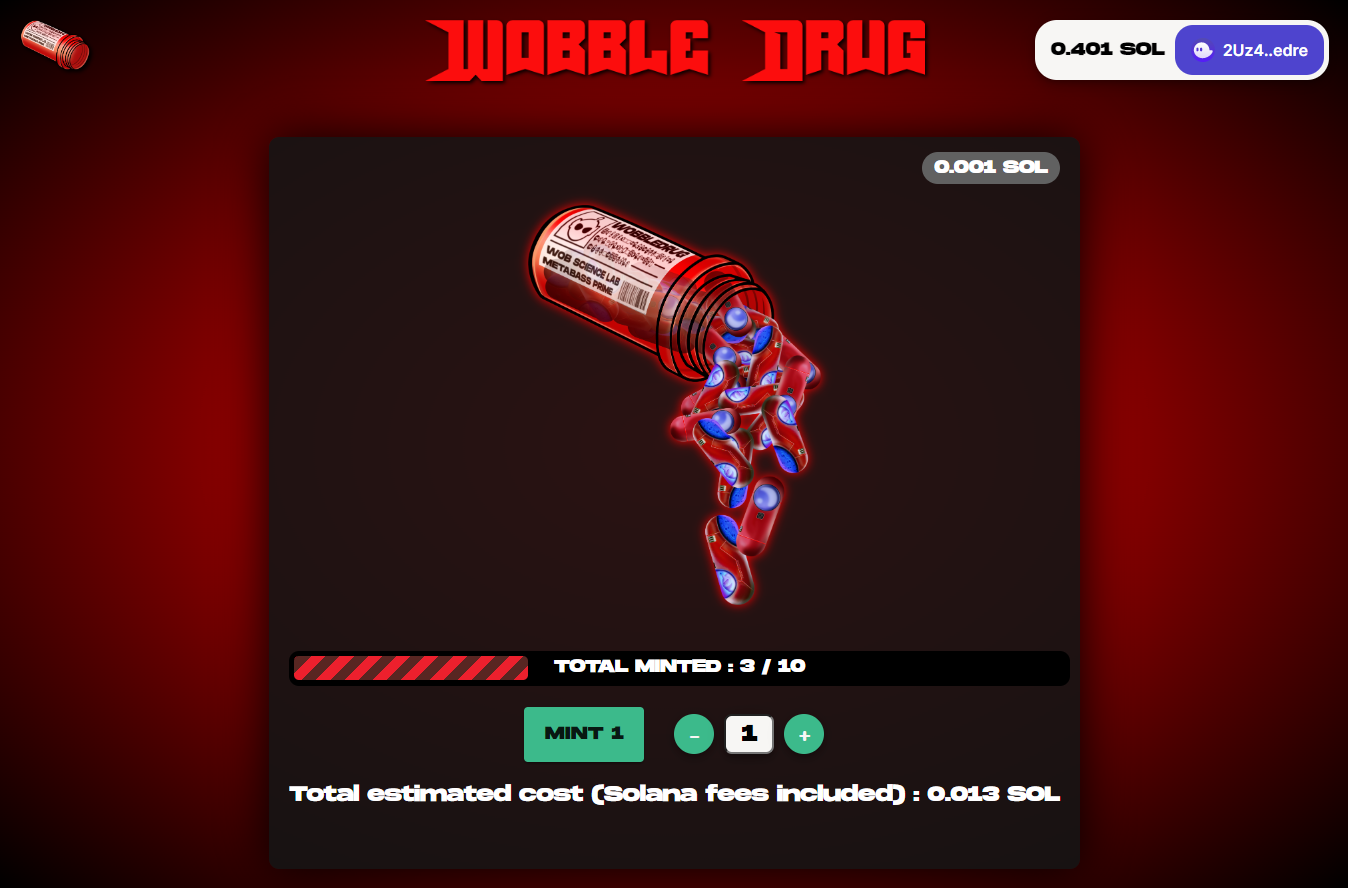 WOBBLE DRUG
0.401 SOL
2Uz4..edre
0.001 SOL
WOBBLEDRUG
WOB SCIENCE LAB
METABASS PRIME
TOTAL MINTED : 3 / 10
MINT 1
-
1
+
Total estimated cost (Solana fees included) : 0.013 SOL